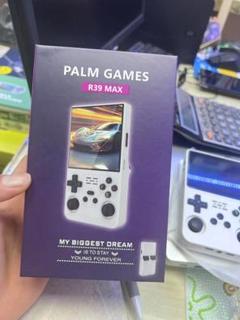 PALM GAMES
R39 MAX
MY BIGGEST DREAM
IS TO STAY
YOUNG FOREVER